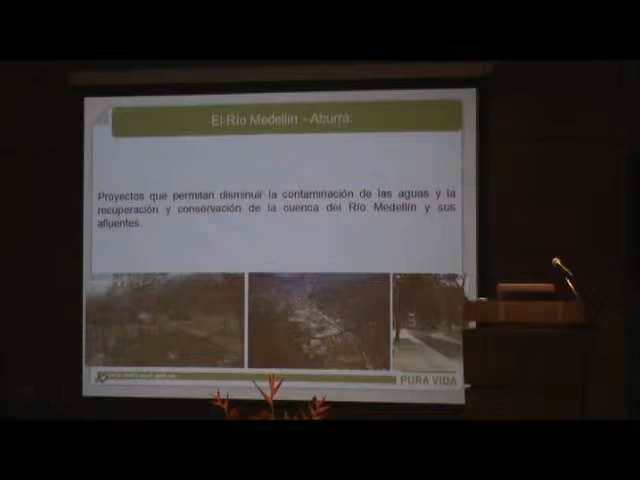 El Río Medellín - Aburrá:
Proyectos que permitan disminuir la contaminación de las aguas y la
recuperación y conservación de la cuenca del Río Medellín y sus
afluentes.
PURA VIDA